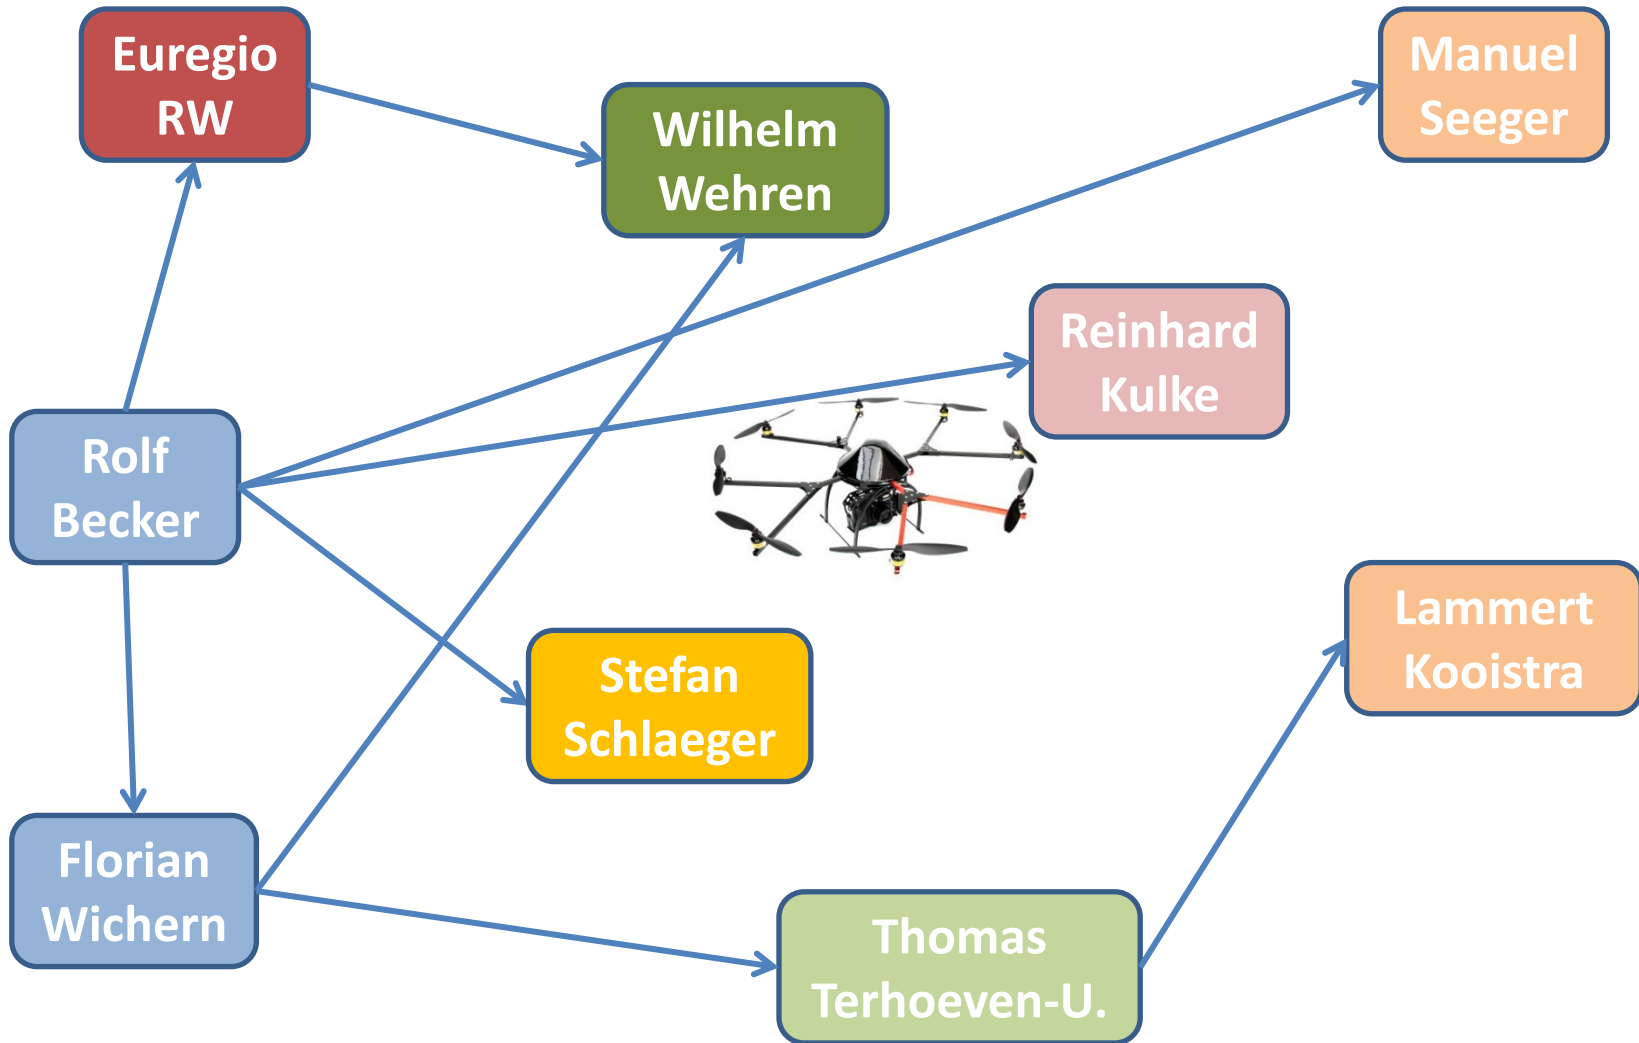 Euregio
RW
Wilhelm
Wehren
Manuel
Seeger
Reinhard
Kulke
Rolf
Becker
Stefan
Schlaeger
Lammert
Kooistra
Florian
Wichern
Thomas
Terhoeven-U.